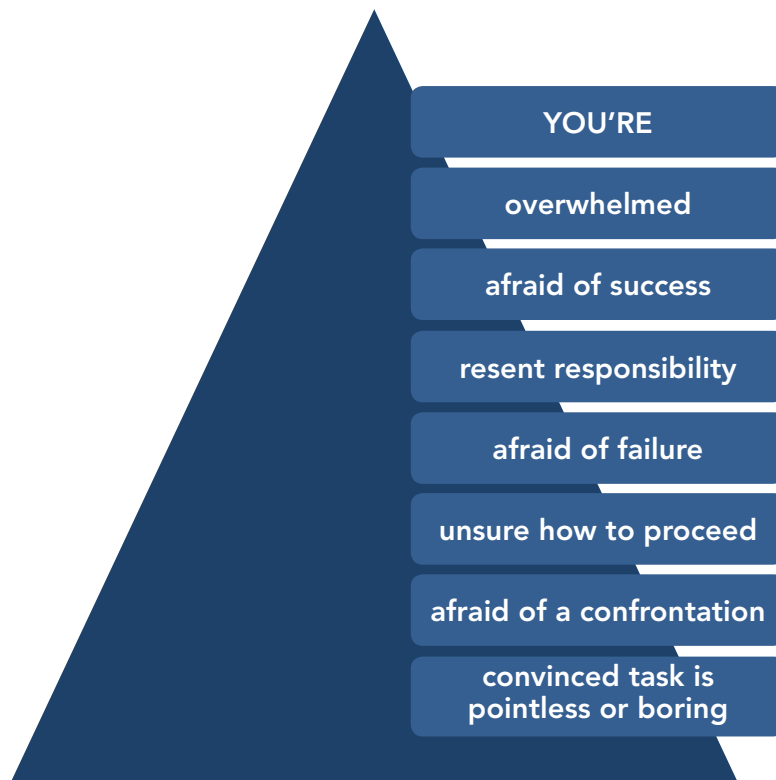 YOU’RE
overwhelmed
afraid of success
resent responsibility
afraid of failure
unsure how to proceed
afraid of a confrontation
convinced task is
pointless or boring